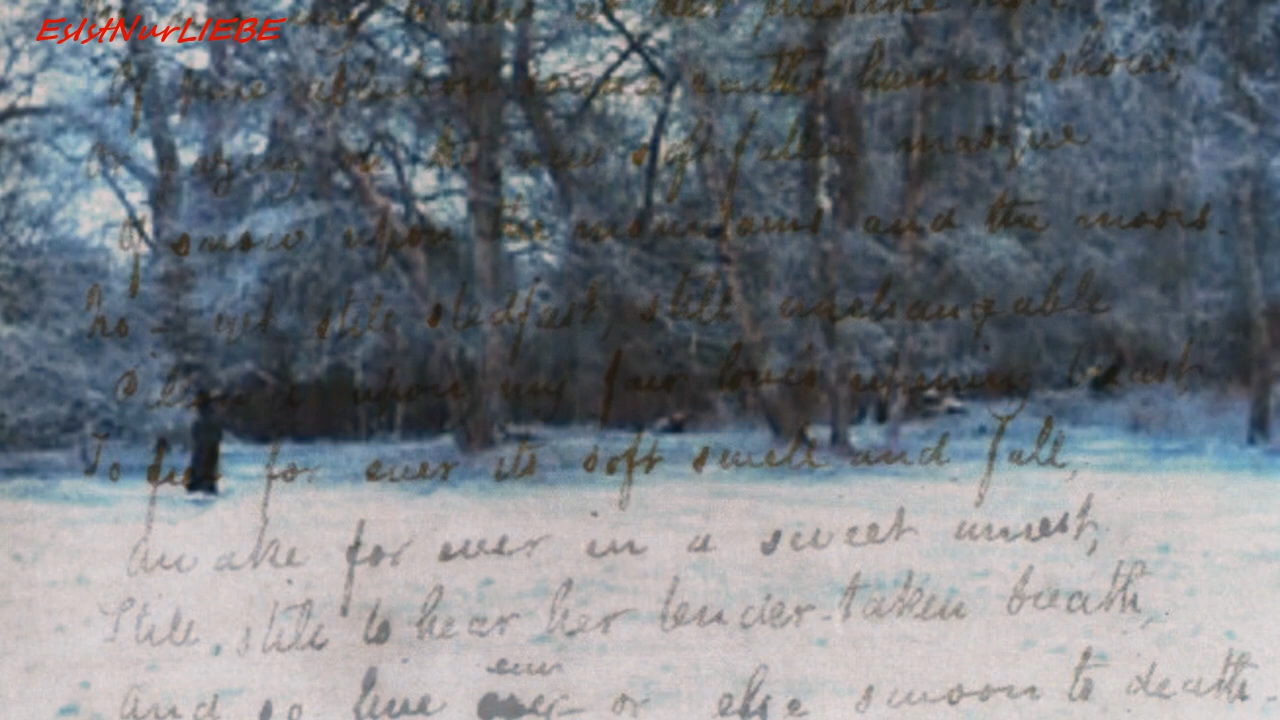 EsIstNurLIEBE
of her
Of pure ablution round earth's human shores,
Or gazing on the new soft fallen masque
Of snow upon the mountains and the moors.
No – yet still stedfast, still unchangeable
upon my fair love's ripening breast
To feel for ever its soft swell and fall,
Awake for ever in a sweet unrest,
Still, still to hear her tender-taken breath,
ever
And so live or else swoon to death –